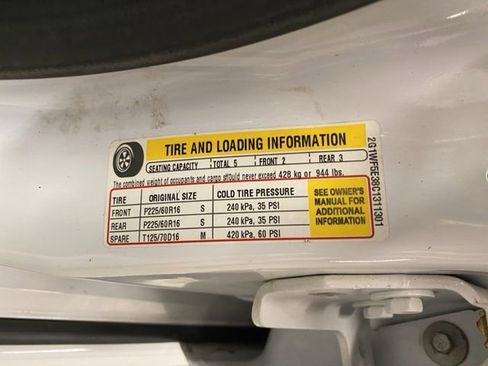 TIRE AND LOADING INFORMATION
SEATING CAPACITY TOTAL 5 FRONT 2 REAR 3
The combined weight of occupants and cargo should never exceed 428 kg or 944 lbs.
TIRE ORIGINAL SIZE COLD TIRE PRESSURE
FRONT P225/60R16 S 240 kPa, 35 PSI
REAR P225/60R16 S 240 kPa, 35 PSI
SPARE T125/70D16 M 420 kPa, 60 PSI
SEE OWNER'S
MANUAL FOR
ADDITIONAL
INFORMATION
2G1WF5E38C1311301